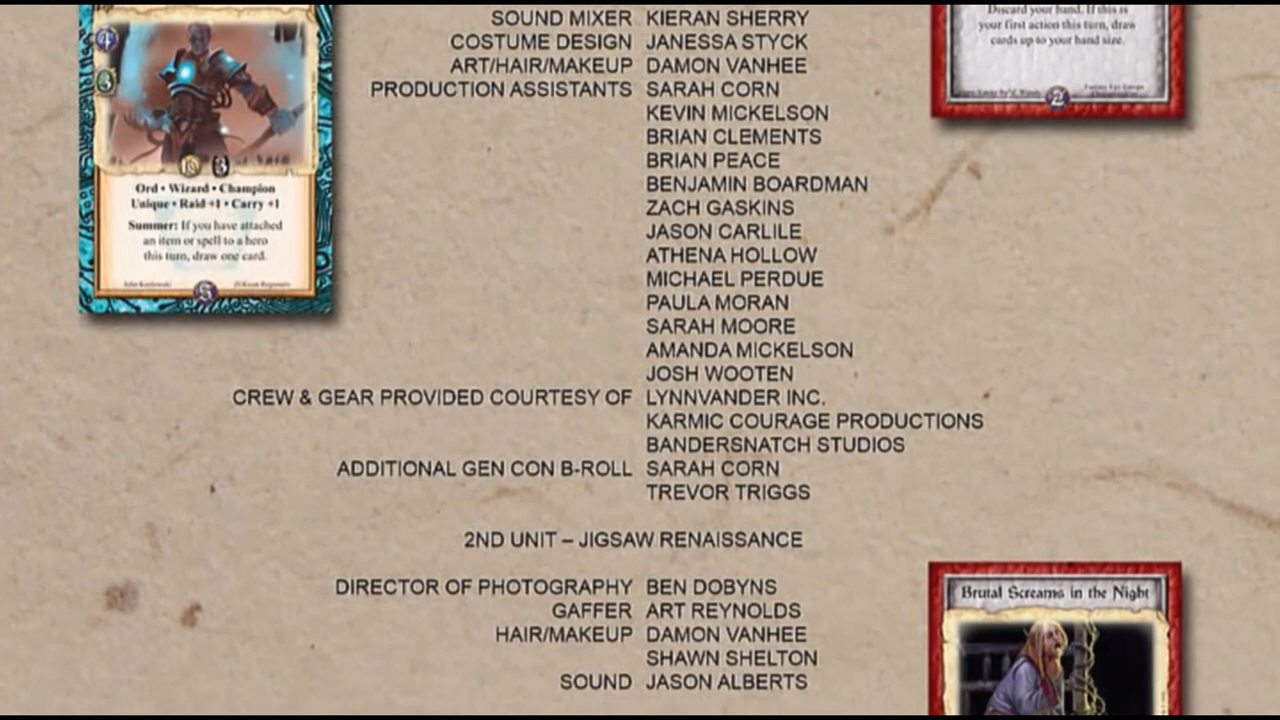 SOUND MIXER KIERAN SHERRY
COSTUME DESIGN JANESSA STYCK
ART/HAIR/MAKEUP DAMON VANHEE
PRODUCTION ASSISTANTS SARAH CORN
KEVIN MICKELSON
BRIAN CLEMENTS
BRIAN PEACE
BENJAMIN BOARDMAN
ZACH GASKINS
JASON CARLILE
ATHENA HOLLOW
MICHAEL PERDUE
PAULA MORAN
SARAH MOORE
AMANDA MICKELSON
JOSH WOOTEN
CREW & GEAR PROVIDED COURTESY OF LYNNVANDER INC.
KARMIC COURAGE PRODUCTIONS
BANDERSNATCH STUDIOS
ADDITIONAL GEN CON B-ROLL SARAH CORN
TREVOR TRIGGS
2ND UNIT – JIGSAW RENAISSANCE
DIRECTOR OF PHOTOGRAPHY BEN DOBYNS
GAFFER ART REYNOLDS
HAIR/MAKEUP DAMON VANHEE
SHAWN SHELTON
SOUND JASON ALBERTS
4
3
10 3
Ord • Wizard • Champion
Unique • Raid +1 • Carry +1
Summer: If you have attached
an item or spell to a hero
this turn, draw one card.
5
Discard your hand. If this is
your first action this turn, draw
cards up to your hand size.
2
Brutal Screams in the Night